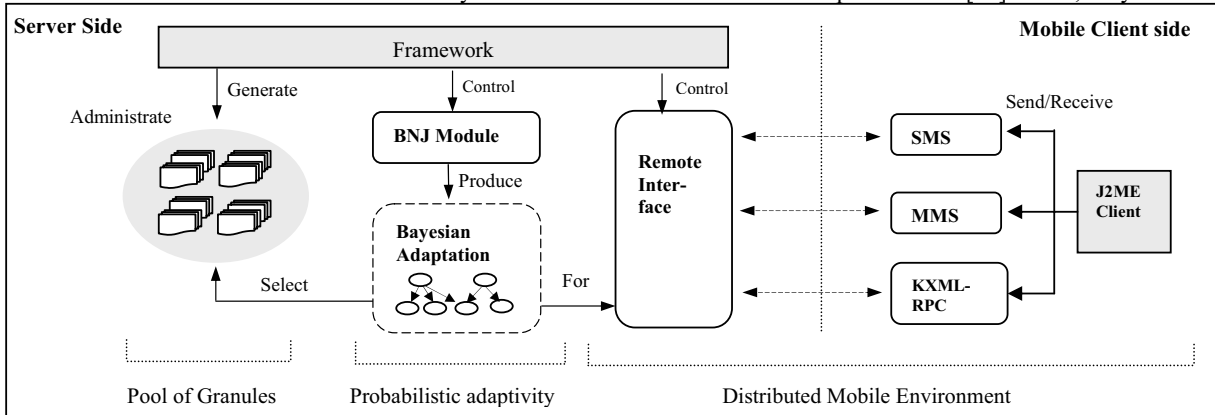 Server Side
Mobile Client side
Framework
Generate
Control
Control
Administrate
Send/Receive
BNJ Module
Remote
Inter-
face
SMS
Produce
J2ME
Client
MMS
Bayesian
Adaptation
Select
For
KXML-
RPC
Pool of Granules
Probabilistic adaptivity
Distributed Mobile Environment